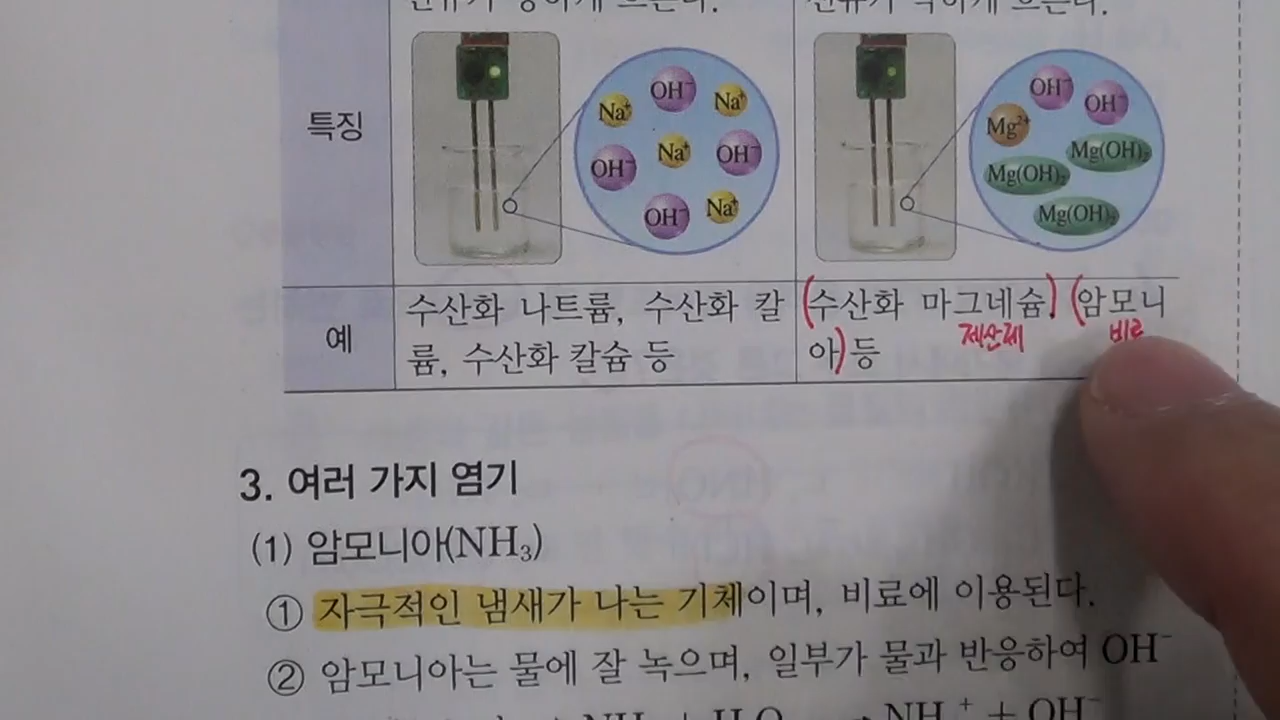 특징
Na⁺ OH⁻ Na⁺
OH⁻ Na⁺ OH⁻
OH⁻ Na⁺
OH⁻ OH⁻
Mg²⁺ Mg(OH)₂
Mg(OH)₂
Mg(OH)₂
예
수산화 나트륨, 수산화 칼
륨, 수산화 칼슘 등
(수산화 마그네슘) (암모니
제산제 비료
아) 등
3. 여러 가지 염기
(1) 암모니아(NH₃)
① 자극적인 냄새가 나는 기체이며, 비료에 이용된다.
② 암모니아는 물에 잘 녹으며, 일부가 물과 반응하여 OH⁻